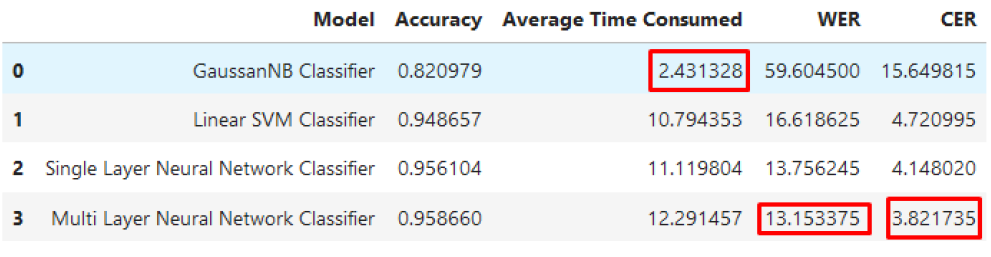 Model Accuracy Average Time Consumed WER CER
0 GaussanNB Classifier 0.820979 2.431328 59.604500 15.649815
1 Linear SVM Classifier 0.948657 10.794353 16.618625 4.720995
2 Single Layer Neural Network Classifier 0.956104 11.119804 13.756245 4.148020
3 Multi Layer Neural Network Classifier 0.958660 12.291457 13.153375 3.821735